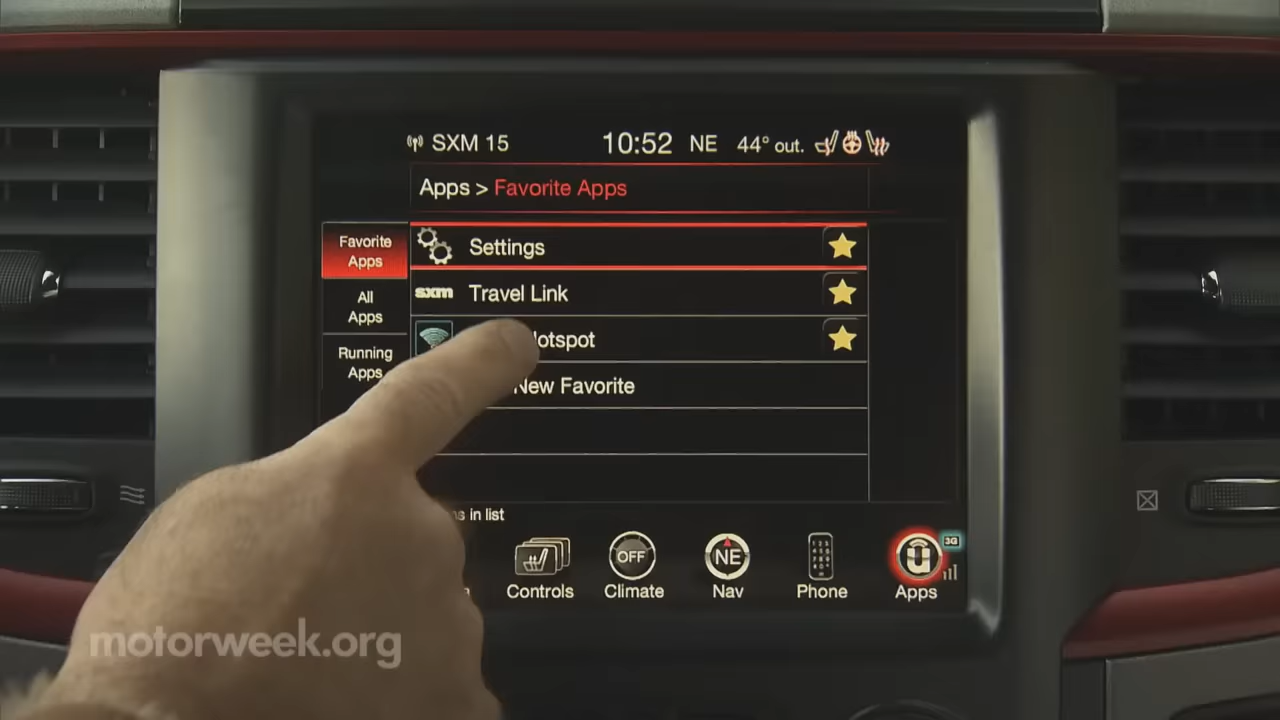 SXM 15 10:52 NE 44° out.
Apps > Favorite Apps
Favorite
Apps
All
Apps
Running
Apps
Settings
sxm Travel Link
New Favorite
in list
OFF
NE
3G
Controls Climate Nav Phone Apps
motorweek.org